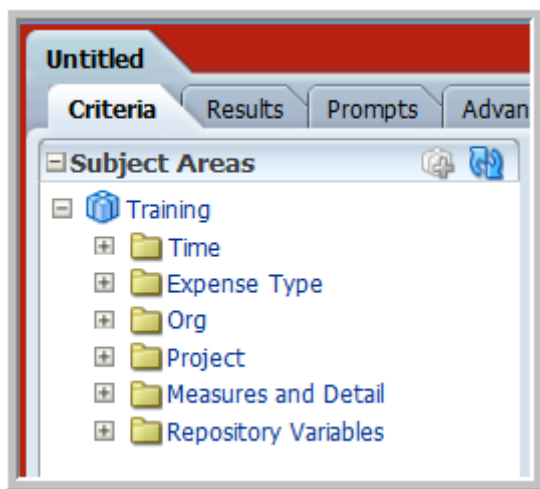 Untitled
Criteria Results Prompts Advan
Subject Areas
Training
Time
Expense Type
Org
Project
Measures and Detail
Repository Variables